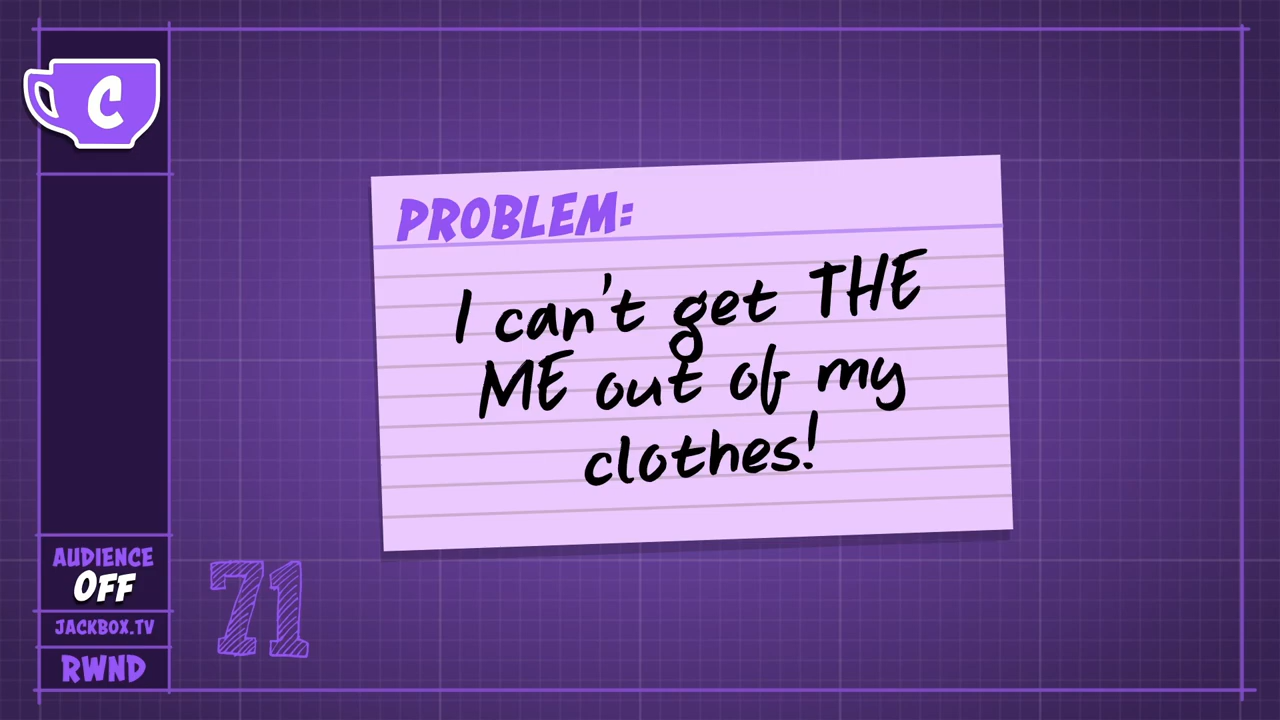 C
PROBLEM:
I can't get THE
ME out of my
clothes!
AUDIENCE
OFF
JACKBOX.TV
RWND
71